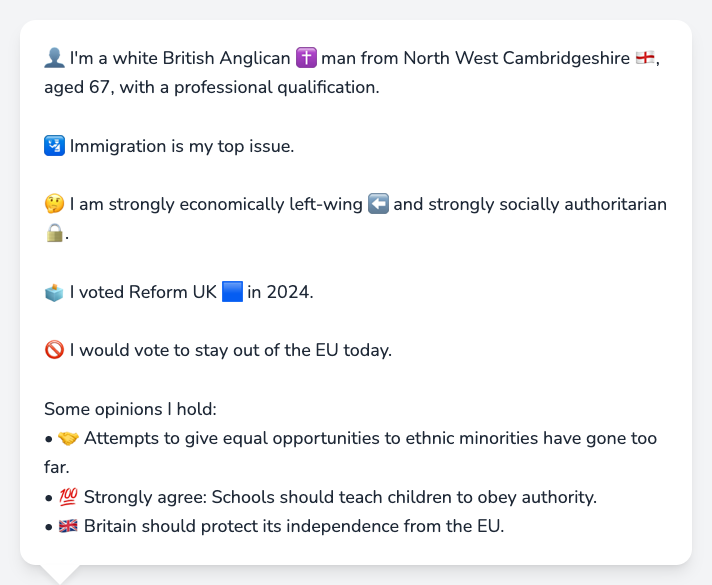 👤 I'm a white British Anglican ✝️ man from North West Cambridgeshire 🏴󠁧󠁢󠁥󠁮󠁧󠁿,
aged 67, with a professional qualification.
🛂 Immigration is my top issue.
🤔 I am strongly economically left-wing ⬅️ and strongly socially authoritarian
🔒.
🗳️ I voted Reform UK 🟦 in 2024.
🚫 I would vote to stay out of the EU today.
Some opinions I hold:
• 🤝 Attempts to give equal opportunities to ethnic minorities have gone too
far.
• 💯 Strongly agree: Schools should teach children to obey authority.
• 🇬🇧 Britain should protect its independence from the EU.